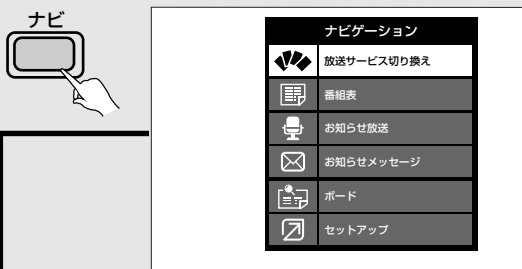 ナビ
ナビゲーション
放送サービス切り換え
番組表
お知らせ放送
お知らせメッセージ
ボード
セットアップ